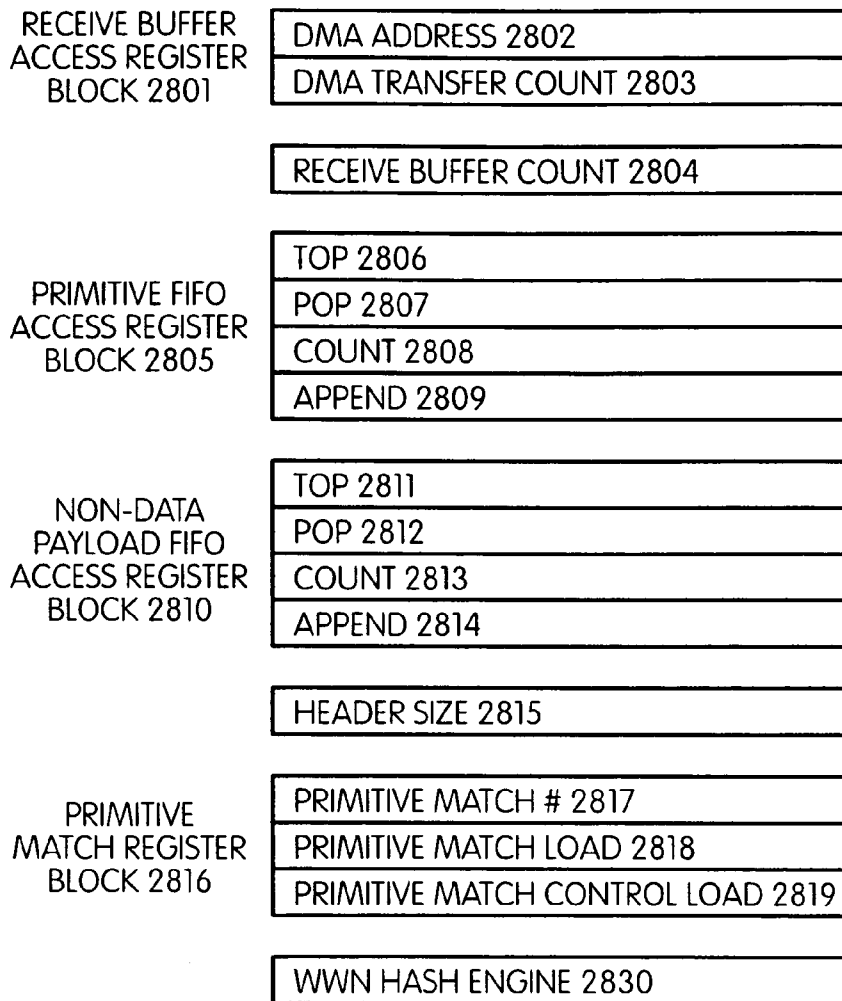 RECEIVE BUFFER
ACCESS REGISTER
BLOCK 2801
DMA ADDRESS 2802
DMA TRANSFER COUNT 2803
RECEIVE BUFFER COUNT 2804
PRIMITIVE FIFO
ACCESS REGISTER
BLOCK 2805
TOP 2806
POP 2807
COUNT 2808
APPEND 2809
NON-DATA
PAYLOAD FIFO
ACCESS REGISTER
BLOCK 2810
TOP 2811
POP 2812
COUNT 2813
APPEND 2814
HEADER SIZE 2815
PRIMITIVE
MATCH REGISTER
BLOCK 2816
PRIMITIVE MATCH # 2817
PRIMITIVE MATCH LOAD 2818
PRIMITIVE MATCH CONTROL LOAD 2819
WWN HASH ENGINE 2830